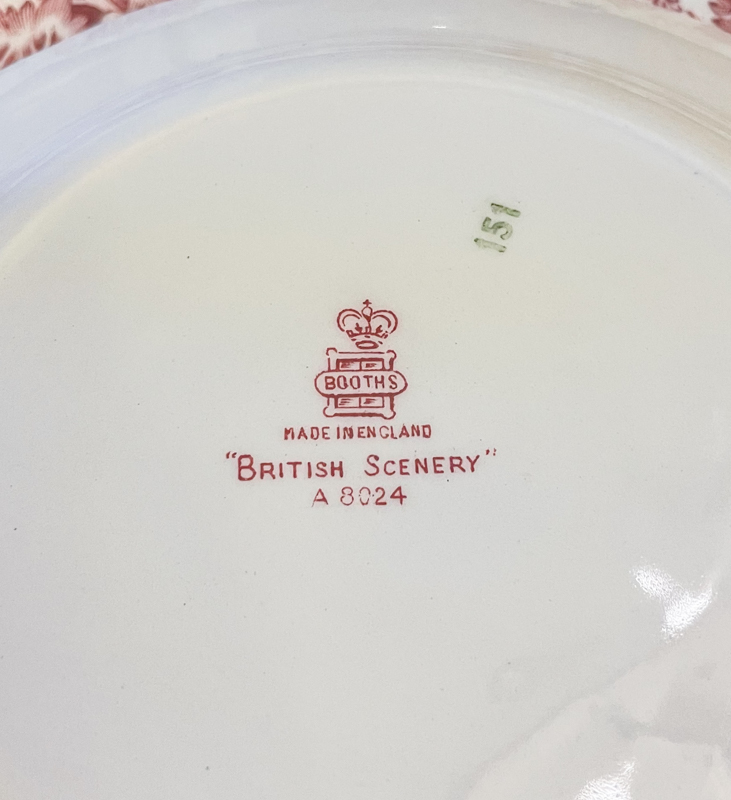 151
BOOTHS
MADE IN ENGLAND
"BRITISH SCENERY"
A 8024